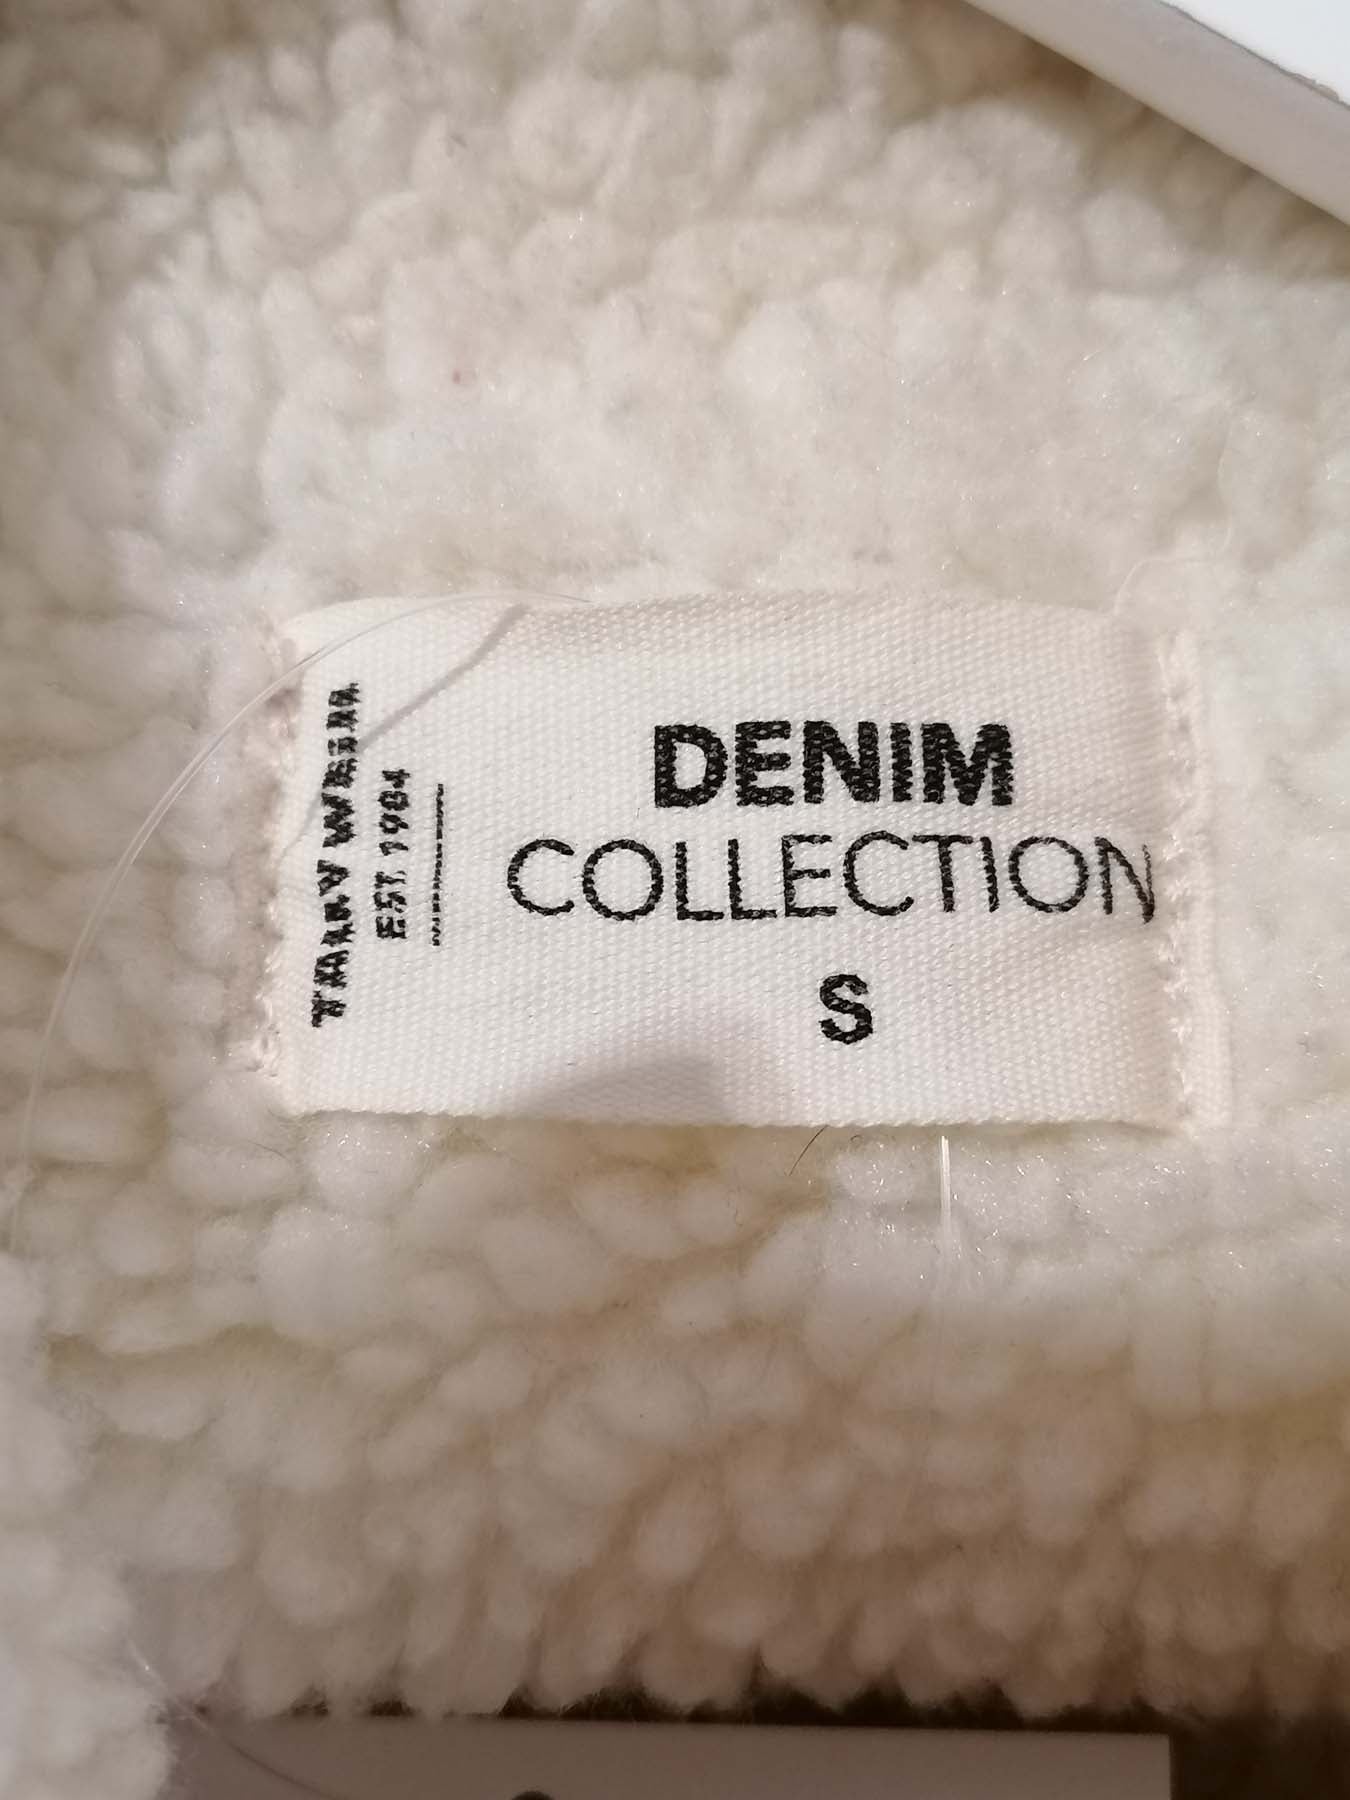 TALLY WEIJL
EST. 1984
DENIM
COLLECTION
S